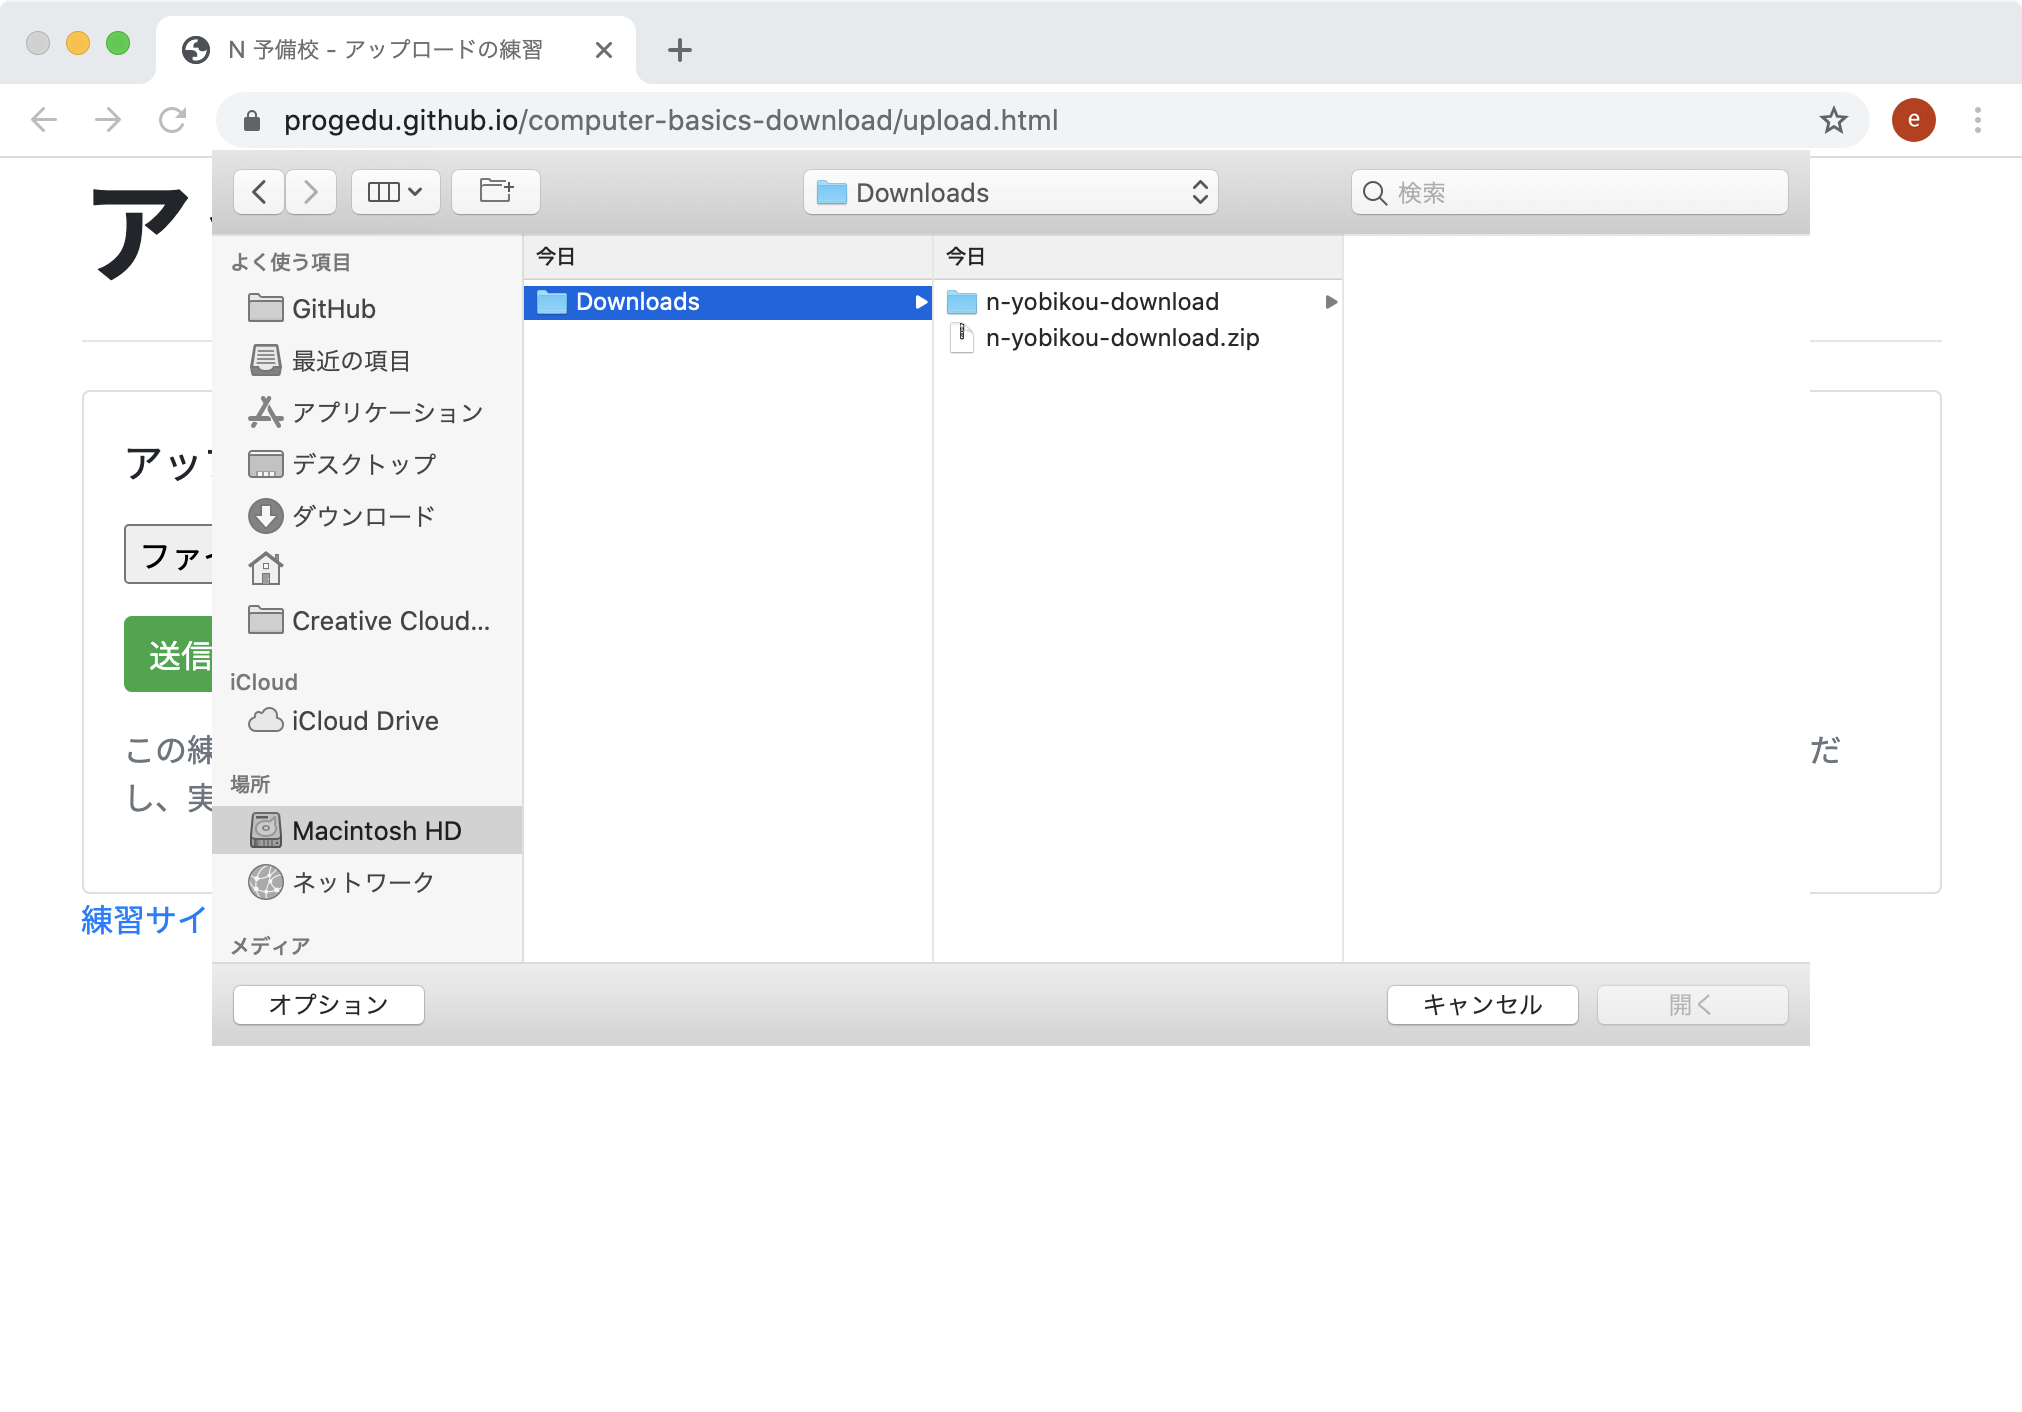 N 予備校 - アップロードの練習
progedu.github.io/computer-basics-download/upload.html
e
Downloads
検索
ア
よく使う項目
今日
今日
GitHub
Downloads
n-yobikou-download
最近の項目
n-yobikou-download.zip
アプリケーション
デスクトップ
アップ
ダウンロード
ファイ
Creative Cloud...
送信
iCloud
iCloud Drive
この練
だ
場所
し、実
Macintosh HD
ネットワーク
練習サイ
メディア
オプション
キャンセル
開く